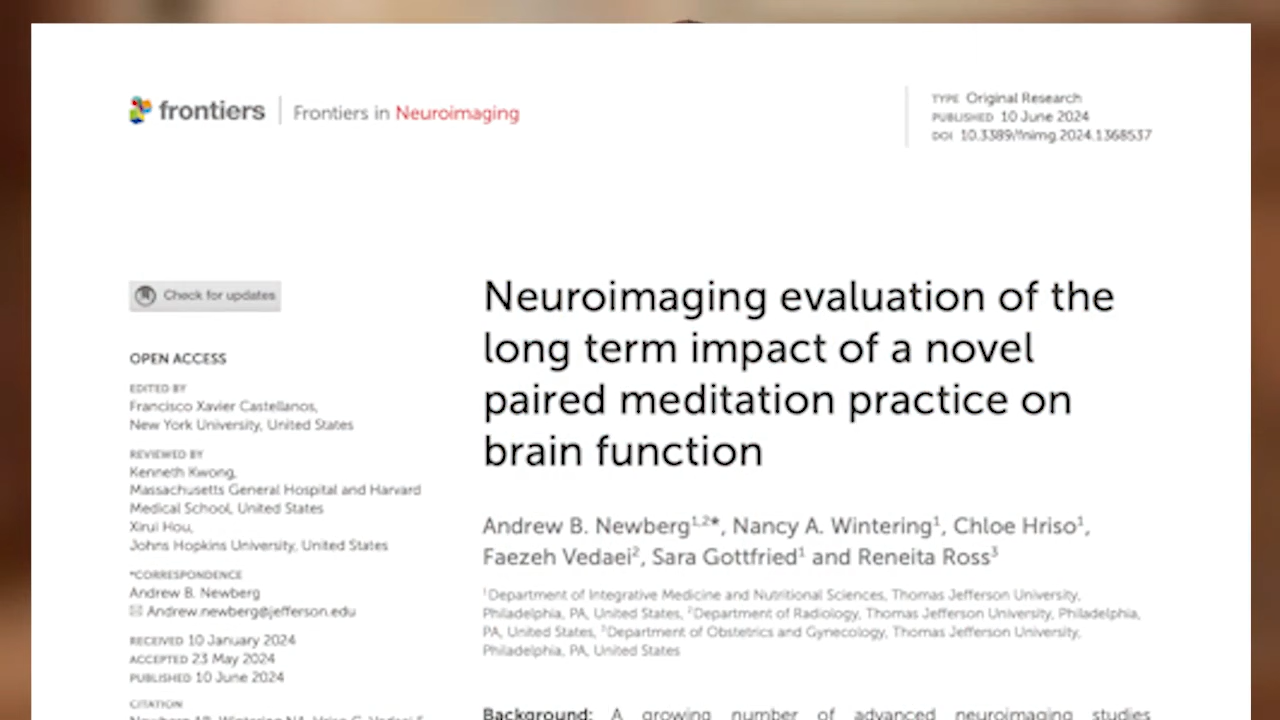 frontiers | Frontiers in Neuroimaging
TYPE Original Research
PUBLISHED 10 June 2024
DOI 10.3389/fnimg.2024.1368537
Check for updates
OPEN ACCESS
EDITED BY
Francisco Xavier Castellanos,
New York University, United States
REVIEWED BY
Kenneth Kwong,
Massachusetts General Hospital and Harvard
Medical School, United States
Xirui Hou,
Johns Hopkins University, United States
*CORRESPONDENCE
Andrew B. Newberg
Andrew.newberg@jefferson.edu
RECEIVED 10 January 2024
ACCEPTED 23 May 2024
PUBLISHED 10 June 2024
CITATION
Neuroimaging evaluation of the
long term impact of a novel
paired meditation practice on
brain function
Andrew B. Newberg1,2*, Nancy A. Wintering1, Chloe Hriso1,
Faezeh Vedaei2, Sara Gottfried1 and Reneita Ross3
1Department of Integrative Medicine and Nutritional Sciences, Thomas Jefferson University,
Philadelphia, PA, United States, 2Department of Radiology, Thomas Jefferson University, Philadelphia,
PA, United States, 3Department of Obstetrics and Gynecology, Thomas Jefferson University,
Philadelphia, PA, United States
Background: A growing number of advanced neuroimaging studies